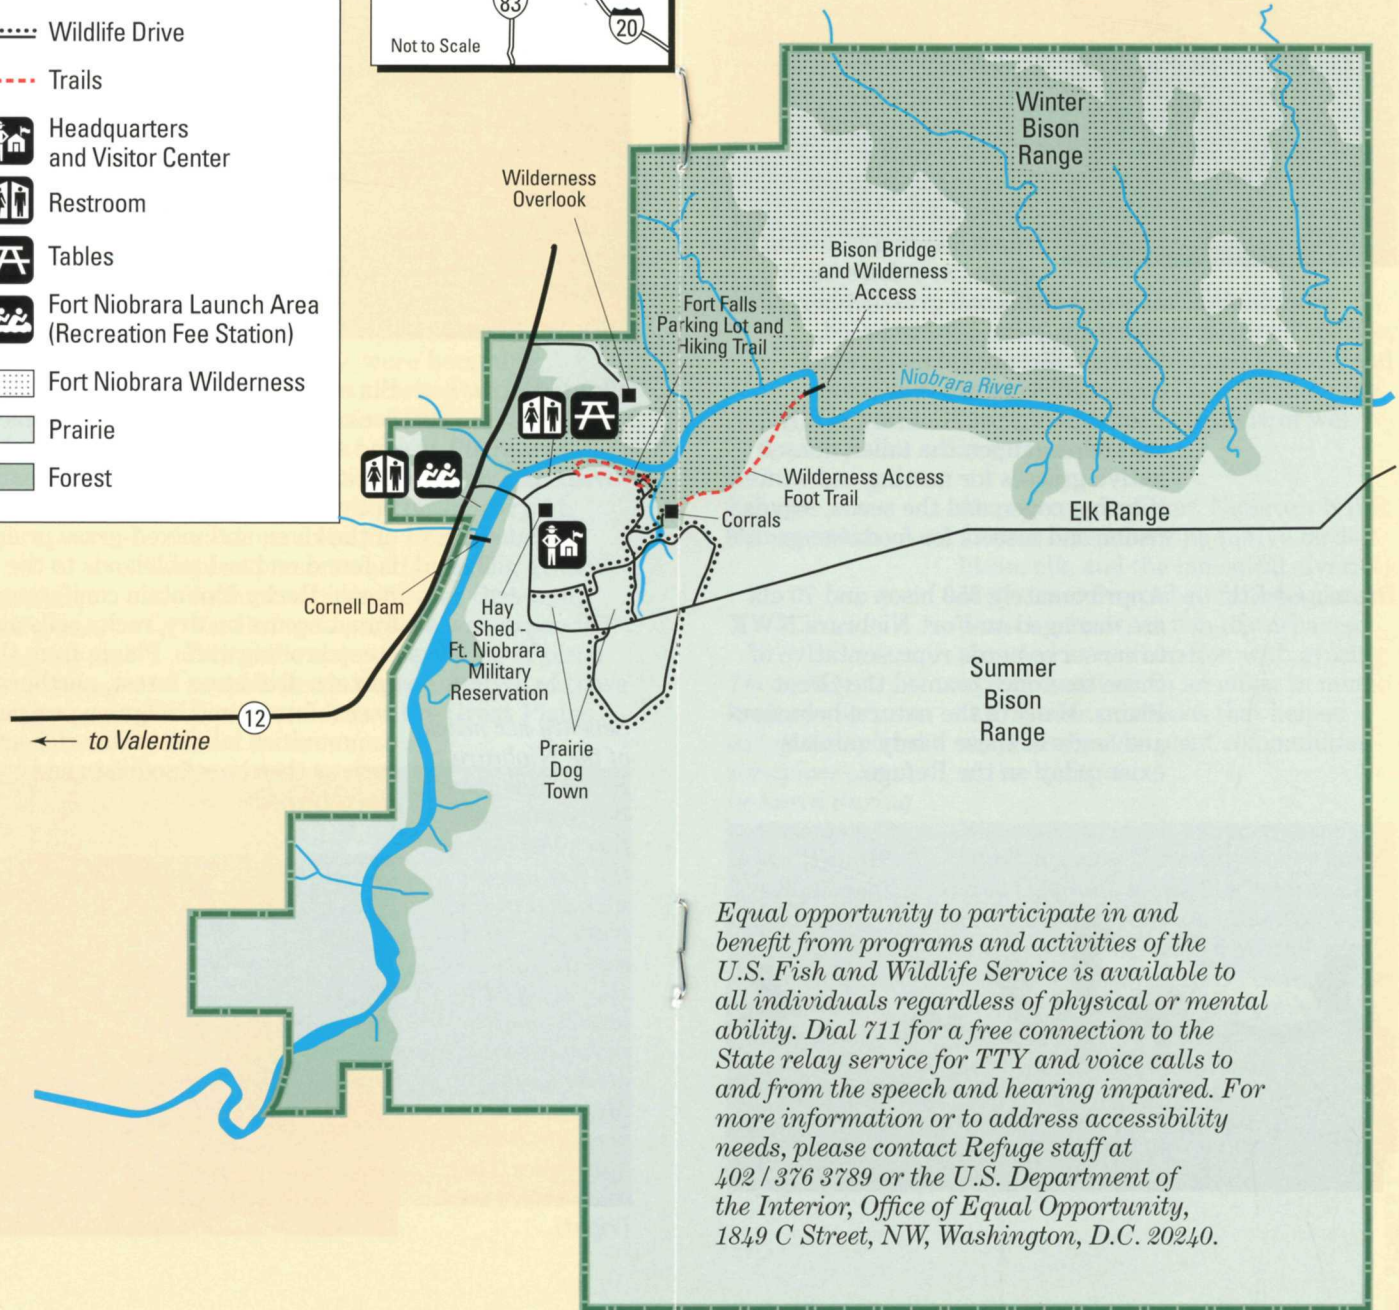 83
20
Not to Scale
Wildlife Drive
Trails
Headquarters
and Visitor Center
Restroom
Tables
Fort Niobrara Launch Area
(Recreation Fee Station)
Fort Niobrara Wilderness
Prairie
Forest
Winter
Bison
Range
Wilderness
Overlook
Bison Bridge
and Wilderness
Access
Fort Falls
Parking Lot and
Hiking Trail
Niobrara River
Wilderness Access
Foot Trail
Corrals
Elk Range
Cornell Dam
Hay
Shed -
Ft. Niobrara
Military
Reservation
Summer
Bison
Range
12
to Valentine
Prairie
Dog
Town
Equal opportunity to participate in and
benefit from programs and activities of the
U.S. Fish and Wildlife Service is available to
all individuals regardless of physical or mental
ability. Dial 711 for a free connection to the
State relay service for TTY and voice calls to
and from the speech and hearing impaired. For
more information or to address accessibility
needs, please contact Refuge staff at
402 / 376 3789 or the U.S. Department of
the Interior, Office of Equal Opportunity,
1849 C Street, NW, Washington, D.C. 20240.